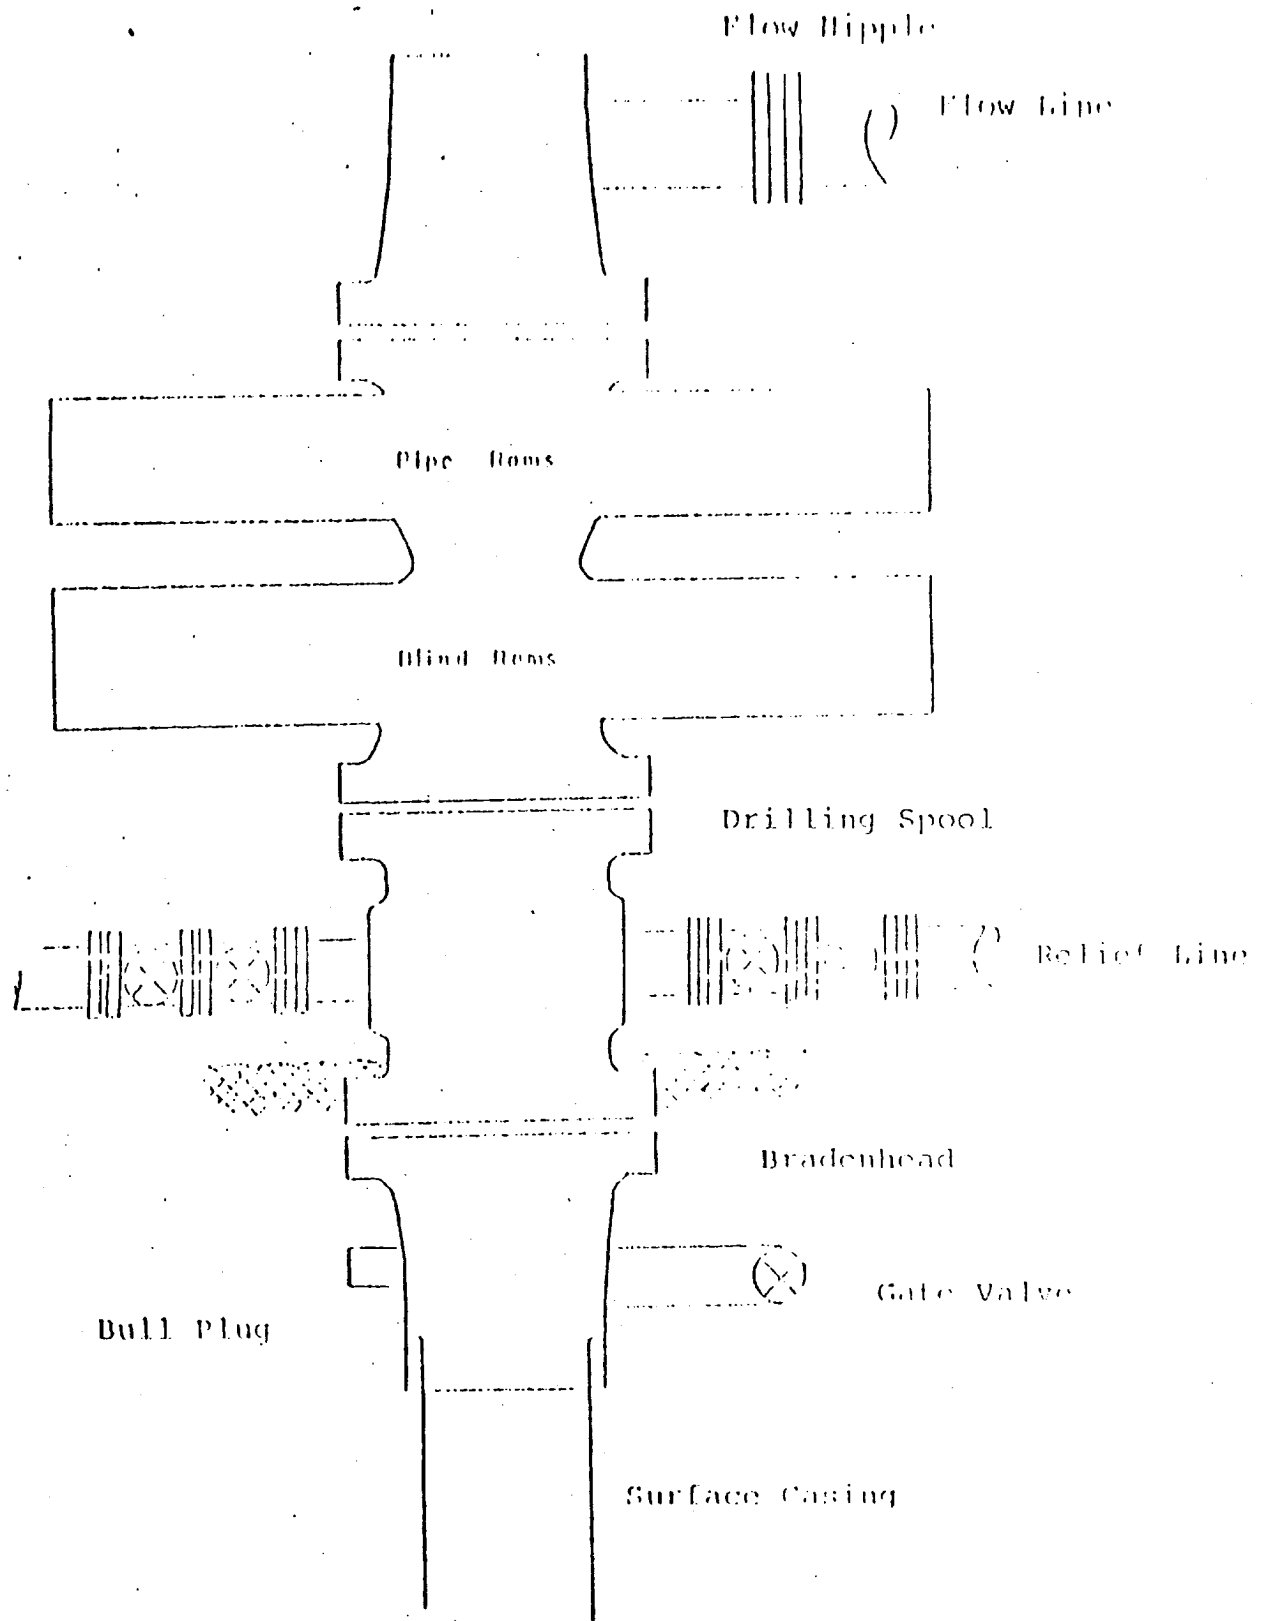 Flow Nipple
Flow Line
Pipe Rams
Blind Rams
Drilling Spool
Relief Line
Bradenhead
Gate Valve
Bull Plug
Surface Casing